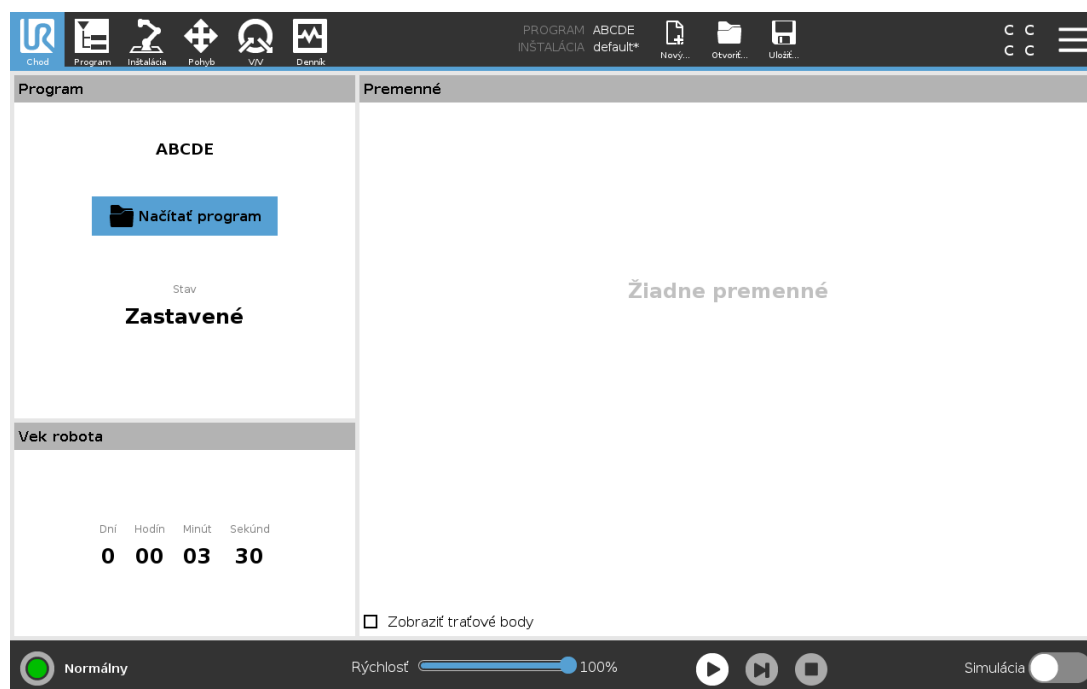 PROGRAM ABCDE
INŠTALÁCIA default*
C C
C C
Chod Program Inštalácia Pohyb V/V Denník Nový... Otvoriť... Uložiť...
Program
Premenné
ABCDE
Načítať program
Stav
Zastavené
Žiadne premenné
Vek robota
Dní Hodín Minút Sekúnd
0 00 03 30
Zobraziť traťové body
Normálny Rýchlosť 100% Simulácia